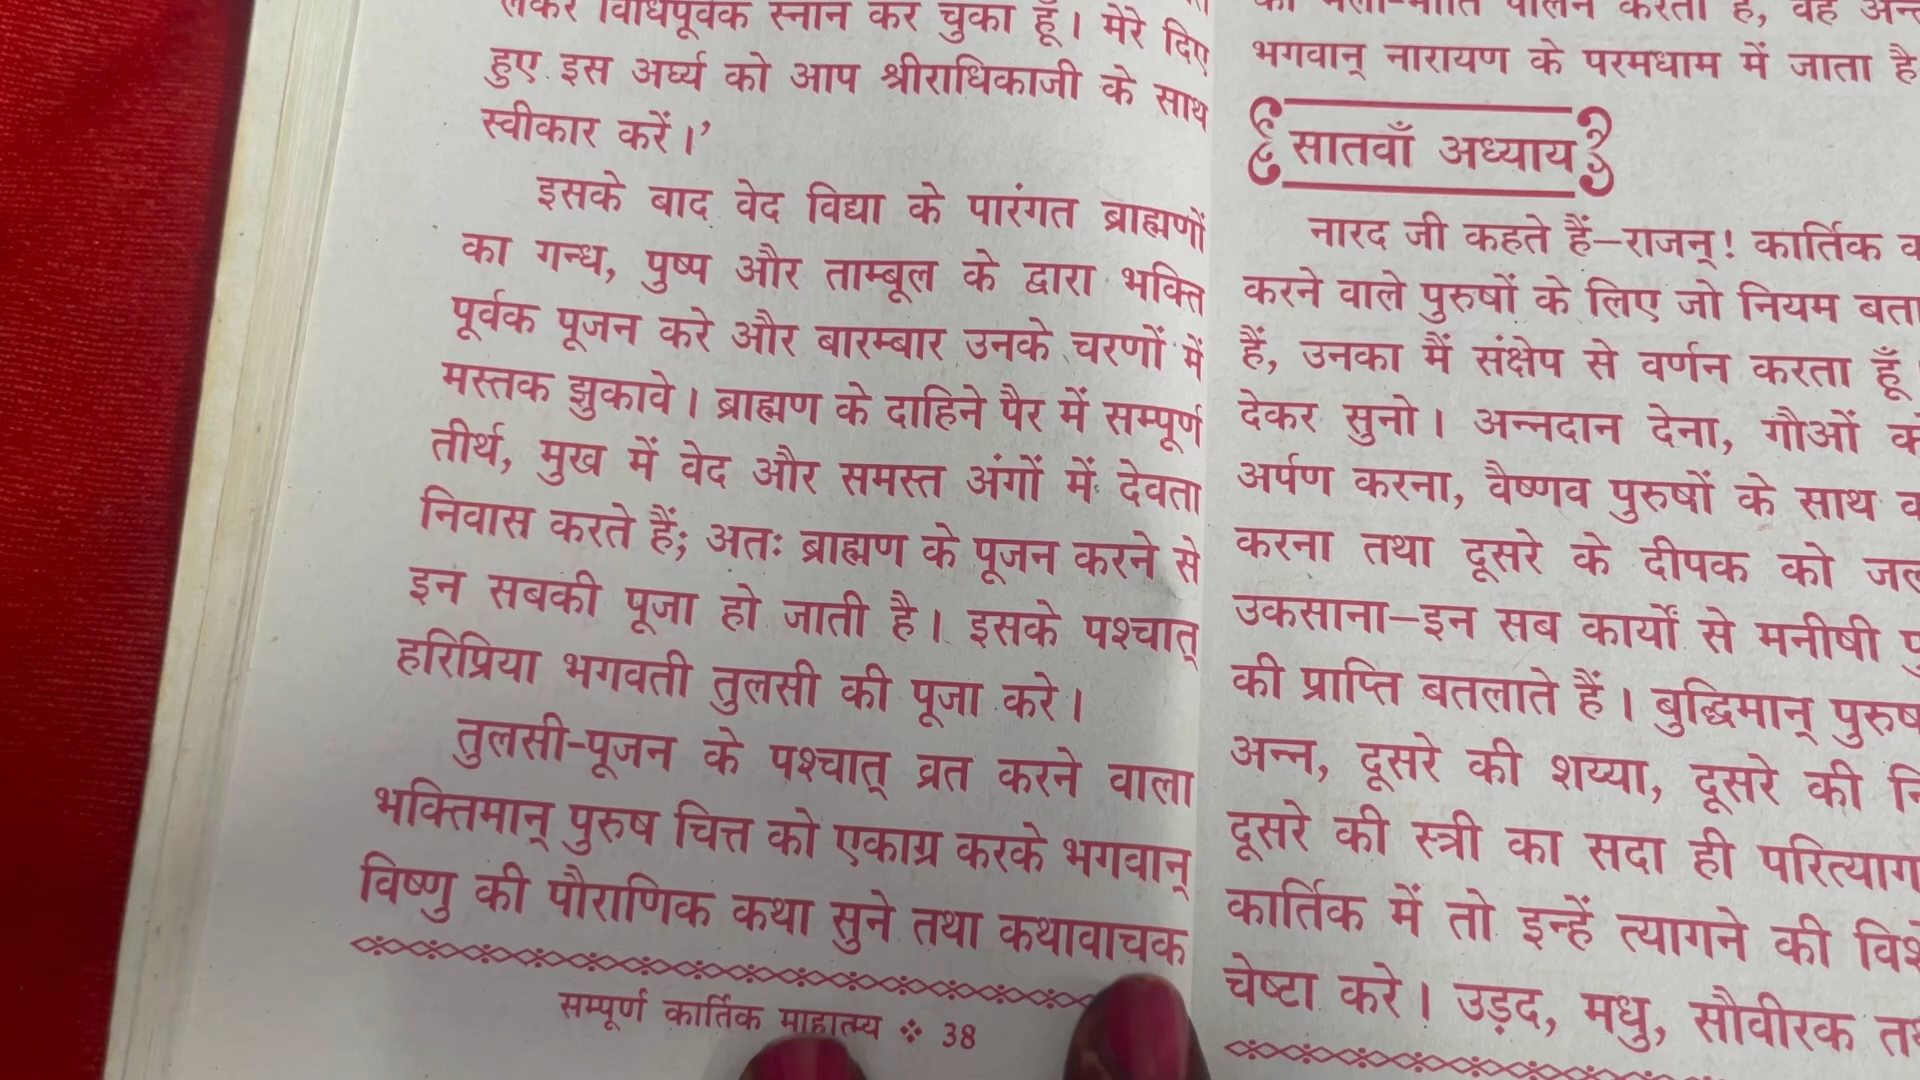 लेकर विधिपूर्वक स्नान कर चुका हूँ। मेरे दिए
हुए इस अर्घ्य को आप श्रीराधिकाजी के साथ
स्वीकार करें।’
इसके बाद वेद विद्या के पारंगत ब्राह्मणों
का गन्ध, पुष्प और ताम्बूल के द्वारा भक्ति
पूर्वक पूजन करे और बारम्बार उनके चरणों में
मस्तक झुकावे। ब्राह्मण के दाहिने पैर में सम्पूर्ण
तीर्थ, मुख में वेद और समस्त अंगों में देवता
निवास करते हैं; अतः ब्राह्मण के पूजन करने से
इन सबकी पूजा हो जाती है। इसके पश्चात्
हरिप्रिया भगवती तुलसी की पूजा करे।
तुलसी-पूजन के पश्चात् व्रत करने वाला
भक्तिमान् पुरुष चित्त को एकाग्र करके भगवान्
विष्णु की पौराणिक कथा सुने तथा कथावाचक
सम्पूर्ण कार्तिक माहात्म्य ❖ 38
पालन करता है, वह
भगवान् नारायण के परमधाम में जाता है
सातवाँ अध्याय
नारद जी कहते हैं–राजन्! कार्तिक
करने वाले पुरुषों के लिए जो नियम
हैं, उनका मैं संक्षेप से वर्णन करता हूँ
देकर सुनो। अन्नदान देना, गौओं
अर्पण करना, वैष्णव पुरुषों के साथ
करना तथा दूसरे के दीपक को
उकसाना–इन सब कार्यों से मनीषी
की प्राप्ति बतलाते हैं। बुद्धिमान् पुरुष
अन्न, दूसरे की शय्या, दूसरे की
दूसरे की स्त्री का सदा ही परित्याग
कार्तिक में तो इन्हें त्यागने की
चेष्टा करे। उड़द, मधु, सौवीरक